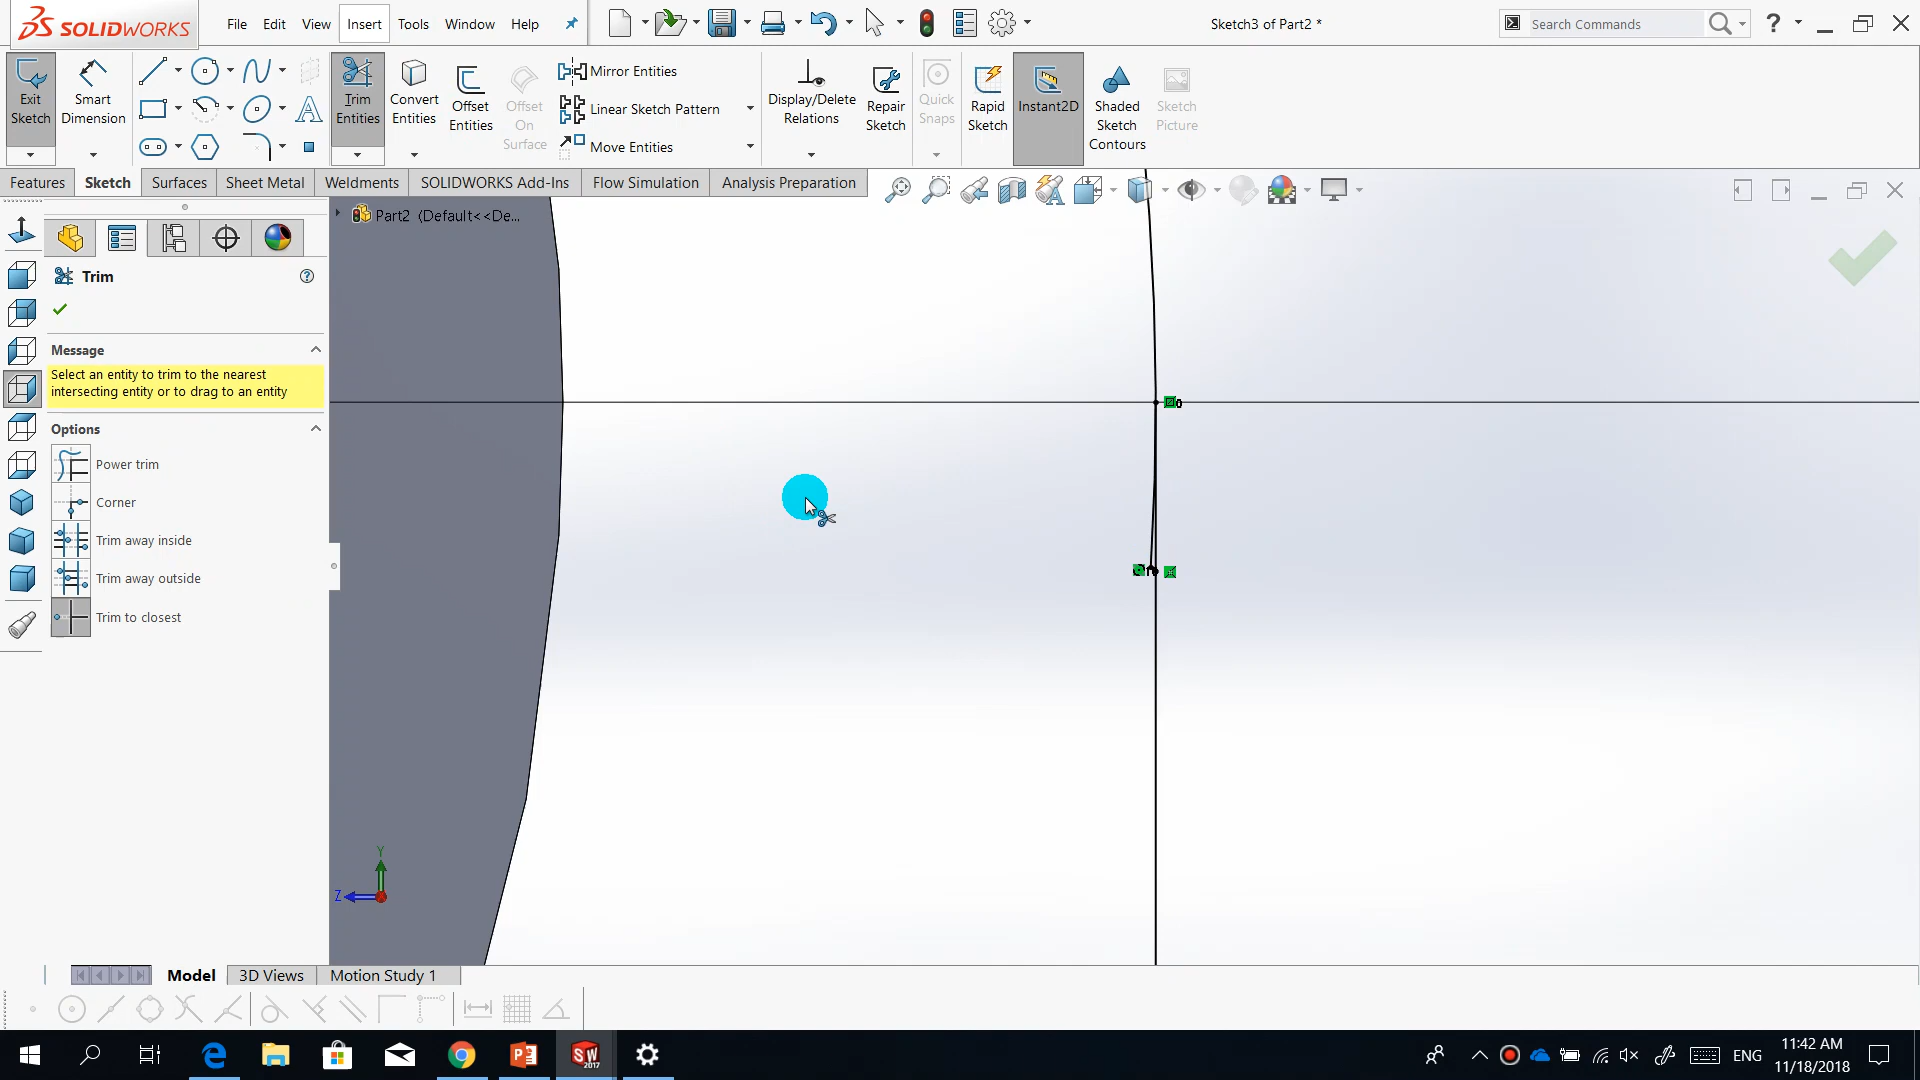 SOLIDWORKS
File Edit View Insert Tools Window Help
Sketch3 of Part2 *
Search Commands
Exit Sketch
Smart Dimension
Trim Entities
Convert Entities
Offset Entities
Offset On Surface
Mirror Entities
Linear Sketch Pattern
Move Entities
Display/Delete Relations
Repair Sketch
Quick Snaps
Rapid Sketch
Instant2D
Shaded Sketch Contours
Sketch Picture
Features Sketch Surfaces Sheet Metal Weldments SOLIDWORKS Add-Ins Flow Simulation Analysis Preparation
Part2 (Default<<De...
Trim
Message
Select an entity to trim to the nearest
intersecting entity or to drag to an entity
Options
Power trim
Corner
Trim away inside
Trim away outside
Trim to closest
Y
Z
Model 3D Views Motion Study 1
SW
2017
ENG
11:42 AM
11/18/2018